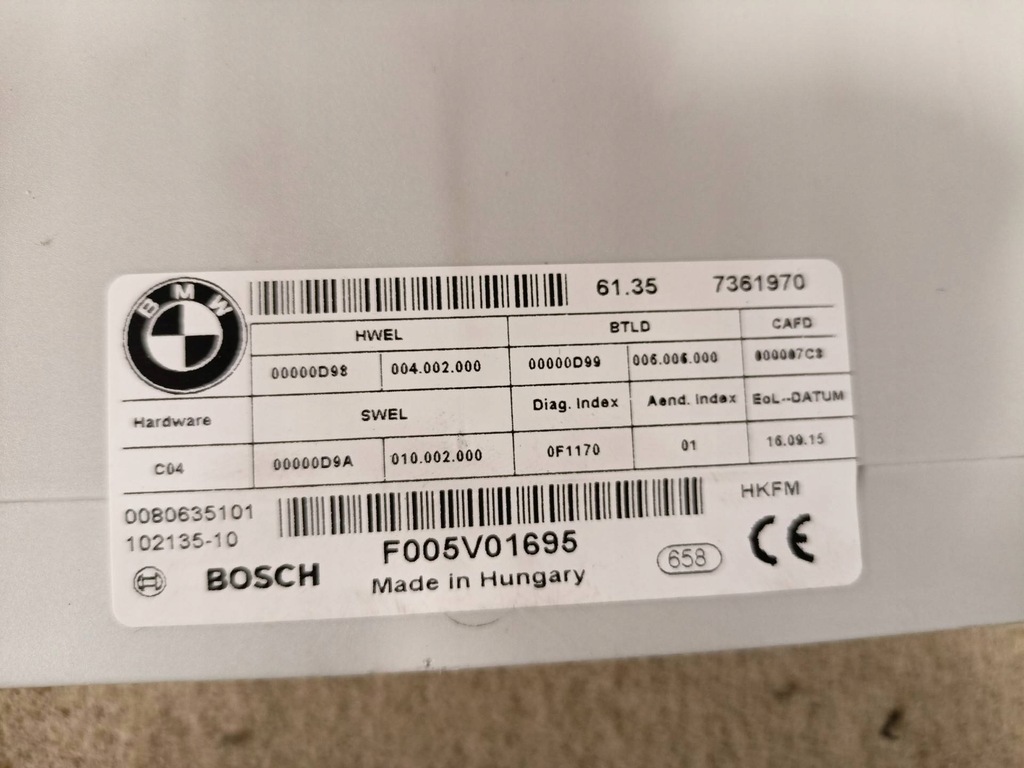 BMW
61.35 7361970
HWEL BTLD CAFD
00000D98 004.002.000 00000D99 006.006.000
Hardware SWEL Diag. Index Aend. Index EoL--DATUM
C04 00000D9A 010.002.000 0F1170 01 16.09.15
0080635101 HKFM
102135-10 F005V01695
BOSCH Made in Hungary 658 CE